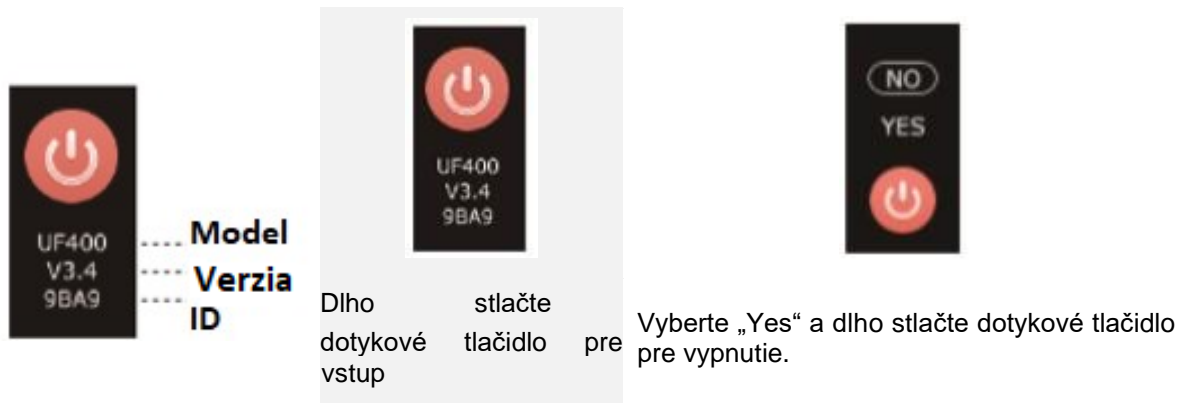 UF400
V3.4
9BA9
Model
Verzia
ID
UF400
V3.4
9BA9
Dlho stlačte
dotykové tlačidlo pre
vstup
NO
YES
Vyberte „Yes“ a dlho stlačte dotykové tlačidlo
pre vypnutie.